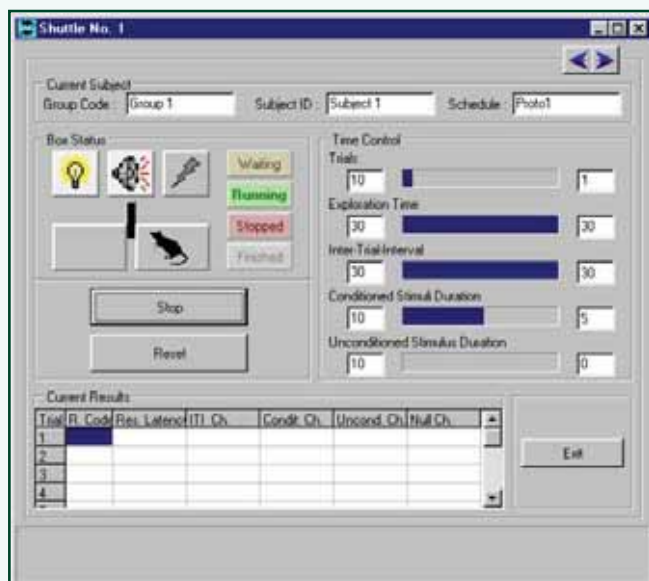 Shuttle No. 1
Current Subject
Group Code : Group 1 Subject ID : Subject 1 Schedule : Proto1
Box Status
Waiting
Running
Stopped
Finished
Stop
Reset
Time Control
Trials
10 1
Exploration Time
30 30
Inter-Trial-Interval
30 30
Conditioned Stimuli Duration
10 5
Unconditioned Stimulus Duration
10 0
Current Results
Trial R. Code Res. Latenc ITI. Ch. Condit. Ch. Uncond. Ch. Null Ch.
1
2
3
4
Exit